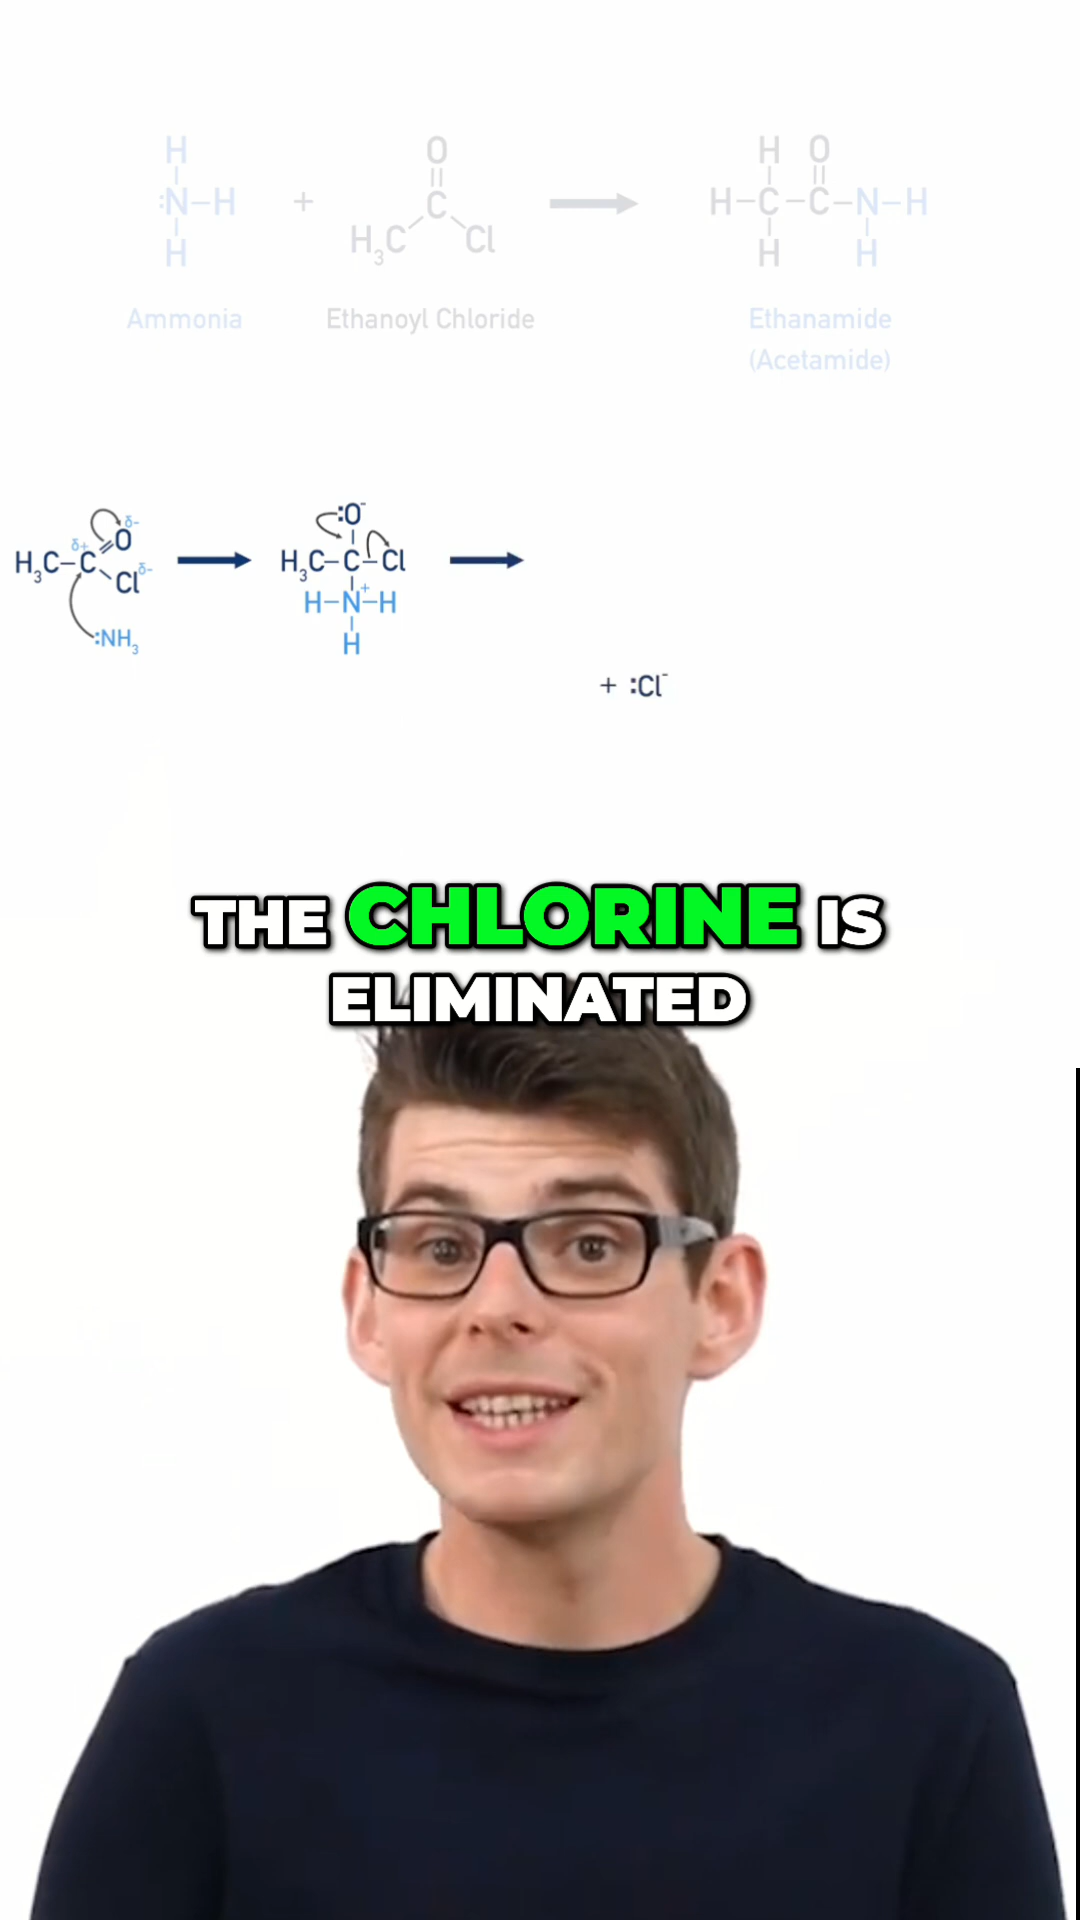 H O H O
:N–H + C H–C–C–N–H
H H₃C Cl H H
Ammonia Ethanoyl Chloride Ethanamide
(Acetamide)
δ- :O⁻
δ+ O
H₃C–C H₃C–C–Cl
Cl δ- H–N⁺–H
:NH₃ H
+ :Cl⁻
THE CHLORINE IS
ELIMINATED